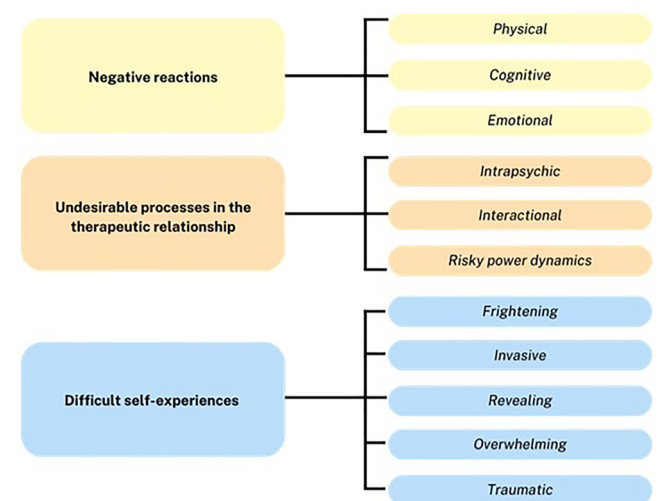 Negative reactions
Physical
Cognitive
Emotional
Undesirable processes in the
therapeutic relationship
Intrapsychic
Interactional
Risky power dynamics
Difficult self-experiences
Frightening
Invasive
Revealing
Overwhelming
Traumatic